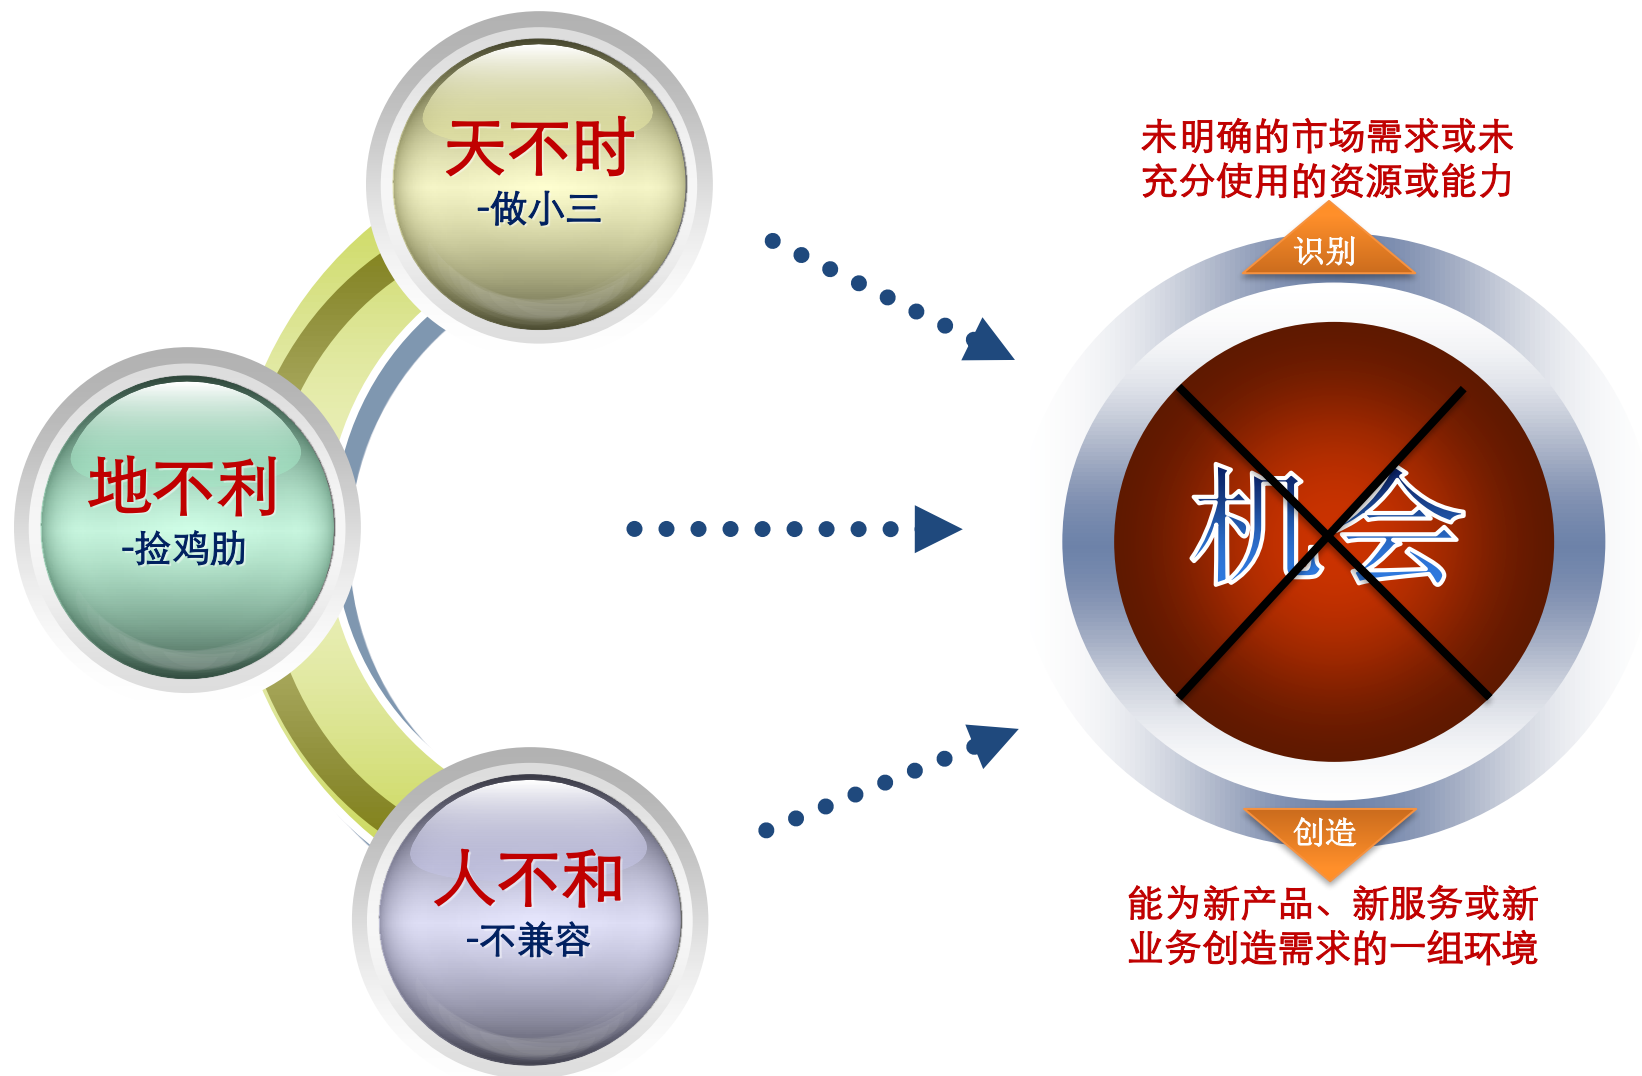 天不时
-做小三
地不利
-捡鸡肋
人不和
-不兼容
未明确的市场需求或未
充分使用的资源或能力
识别
机会
创造
能为新产品、新服务或新
业务创造需求的一组环境